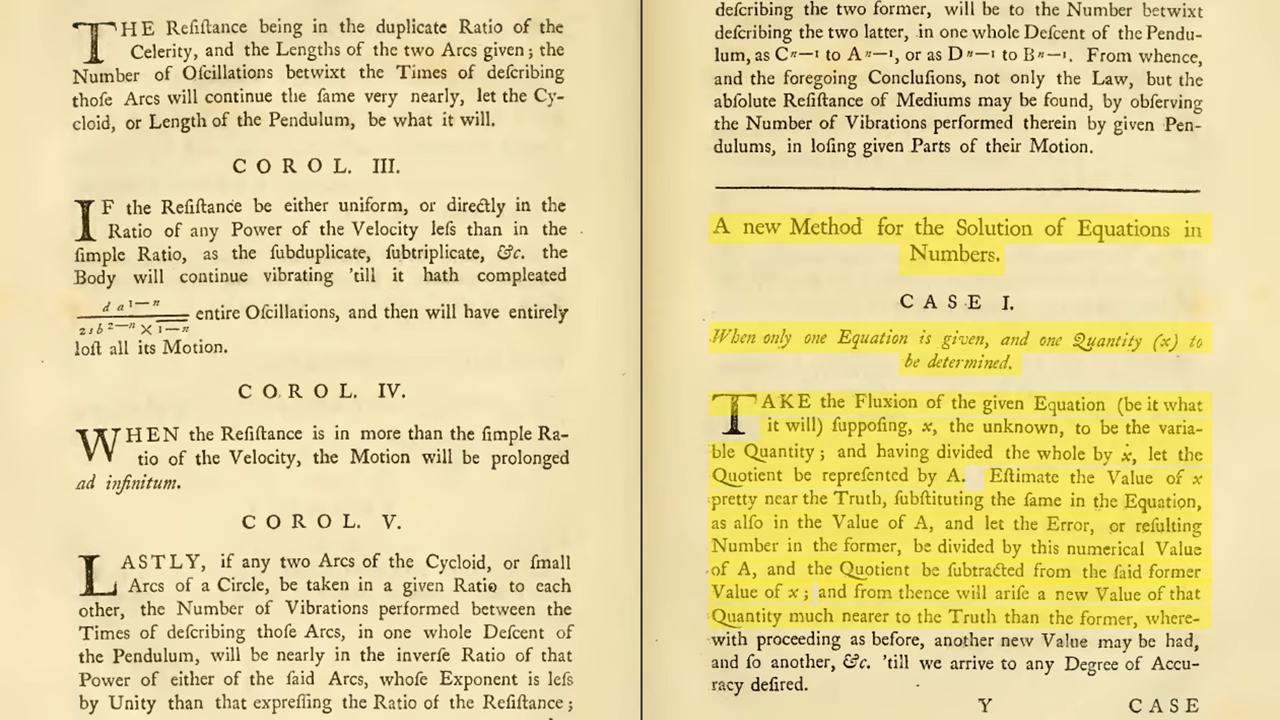 THE Reſiſtance being in the duplicate Ratio of the
Celerity, and the Lengths of the two Arcs given; the
Number of Oſcillations betwixt the Times of deſcribing
thoſe Arcs will continue the ſame very nearly, let the Cy-
cloid, or Length of the Pendulum, be what it will.
COROL. III.
IF the Reſiſtance be either uniform, or directly in the
Ratio of any Power of the Velocity leſs than in the
ſimple Ratio, as the ſubduplicate, ſubtriplicate, &c. the
Body will continue vibrating 'till it hath compleated
d a^1—n / 2sb^2—n × 1—n entire Oſcillations, and then will have entirely
loſt all its Motion.
COROL. IV.
WHEN the Reſiſtance is in more than the ſimple Ra-
tio of the Velocity, the Motion will be prolonged
ad infinitum.
COROL. V.
LASTLY, if any two Arcs of the Cycloid, or ſmall
Arcs of a Circle, be taken in a given Ratio to each
other, the Number of Vibrations performed between the
Times of deſcribing thoſe Arcs, in one whole Deſcent of
the Pendulum, will be nearly in the inverſe Ratio of that
Power of either of the ſaid Arcs, whoſe Exponent is leſs
by Unity than that expreſſing the Ratio of the Reſiſtance;
deſcribing the two former, will be to the Number betwixt
deſcribing the two latter, in one whole Deſcent of the Pendu-
lum, as C^n—1 to A^n—1, or as D^n—1 to B^n—1. From whence,
and the foregoing Concluſions, not only the Law, but the
abſolute Reſiſtance of Mediums may be found, by obſerving
the Number of Vibrations performed therein by given Pen-
dulums, in loſing given Parts of their Motion.
A new Method for the Solution of Equations in
Numbers.
CASE I.
When only one Equation is given, and one Quantity (x) to
be determined.
TAKE the Fluxion of the given Equation (be it what
it will) ſuppoſing, x, the unknown, to be the varia-
ble Quantity; and having divided the whole by ẋ, let the
Quotient be repreſented by A. Eſtimate the Value of x
pretty near the Truth, ſubſtituting the ſame in the Equation,
as alſo in the Value of A, and let the Error, or reſulting
Number in the former, be divided by this numerical Value
of A, and the Quotient be ſubtracted from the ſaid former
Value of x; and from thence will ariſe a new Value of that
Quantity much nearer to the Truth than the former, where-
with proceeding as before, another new Value may be had,
and ſo another, &c. 'till we arrive to any Degree of Accu-
racy deſired.
Y CASE